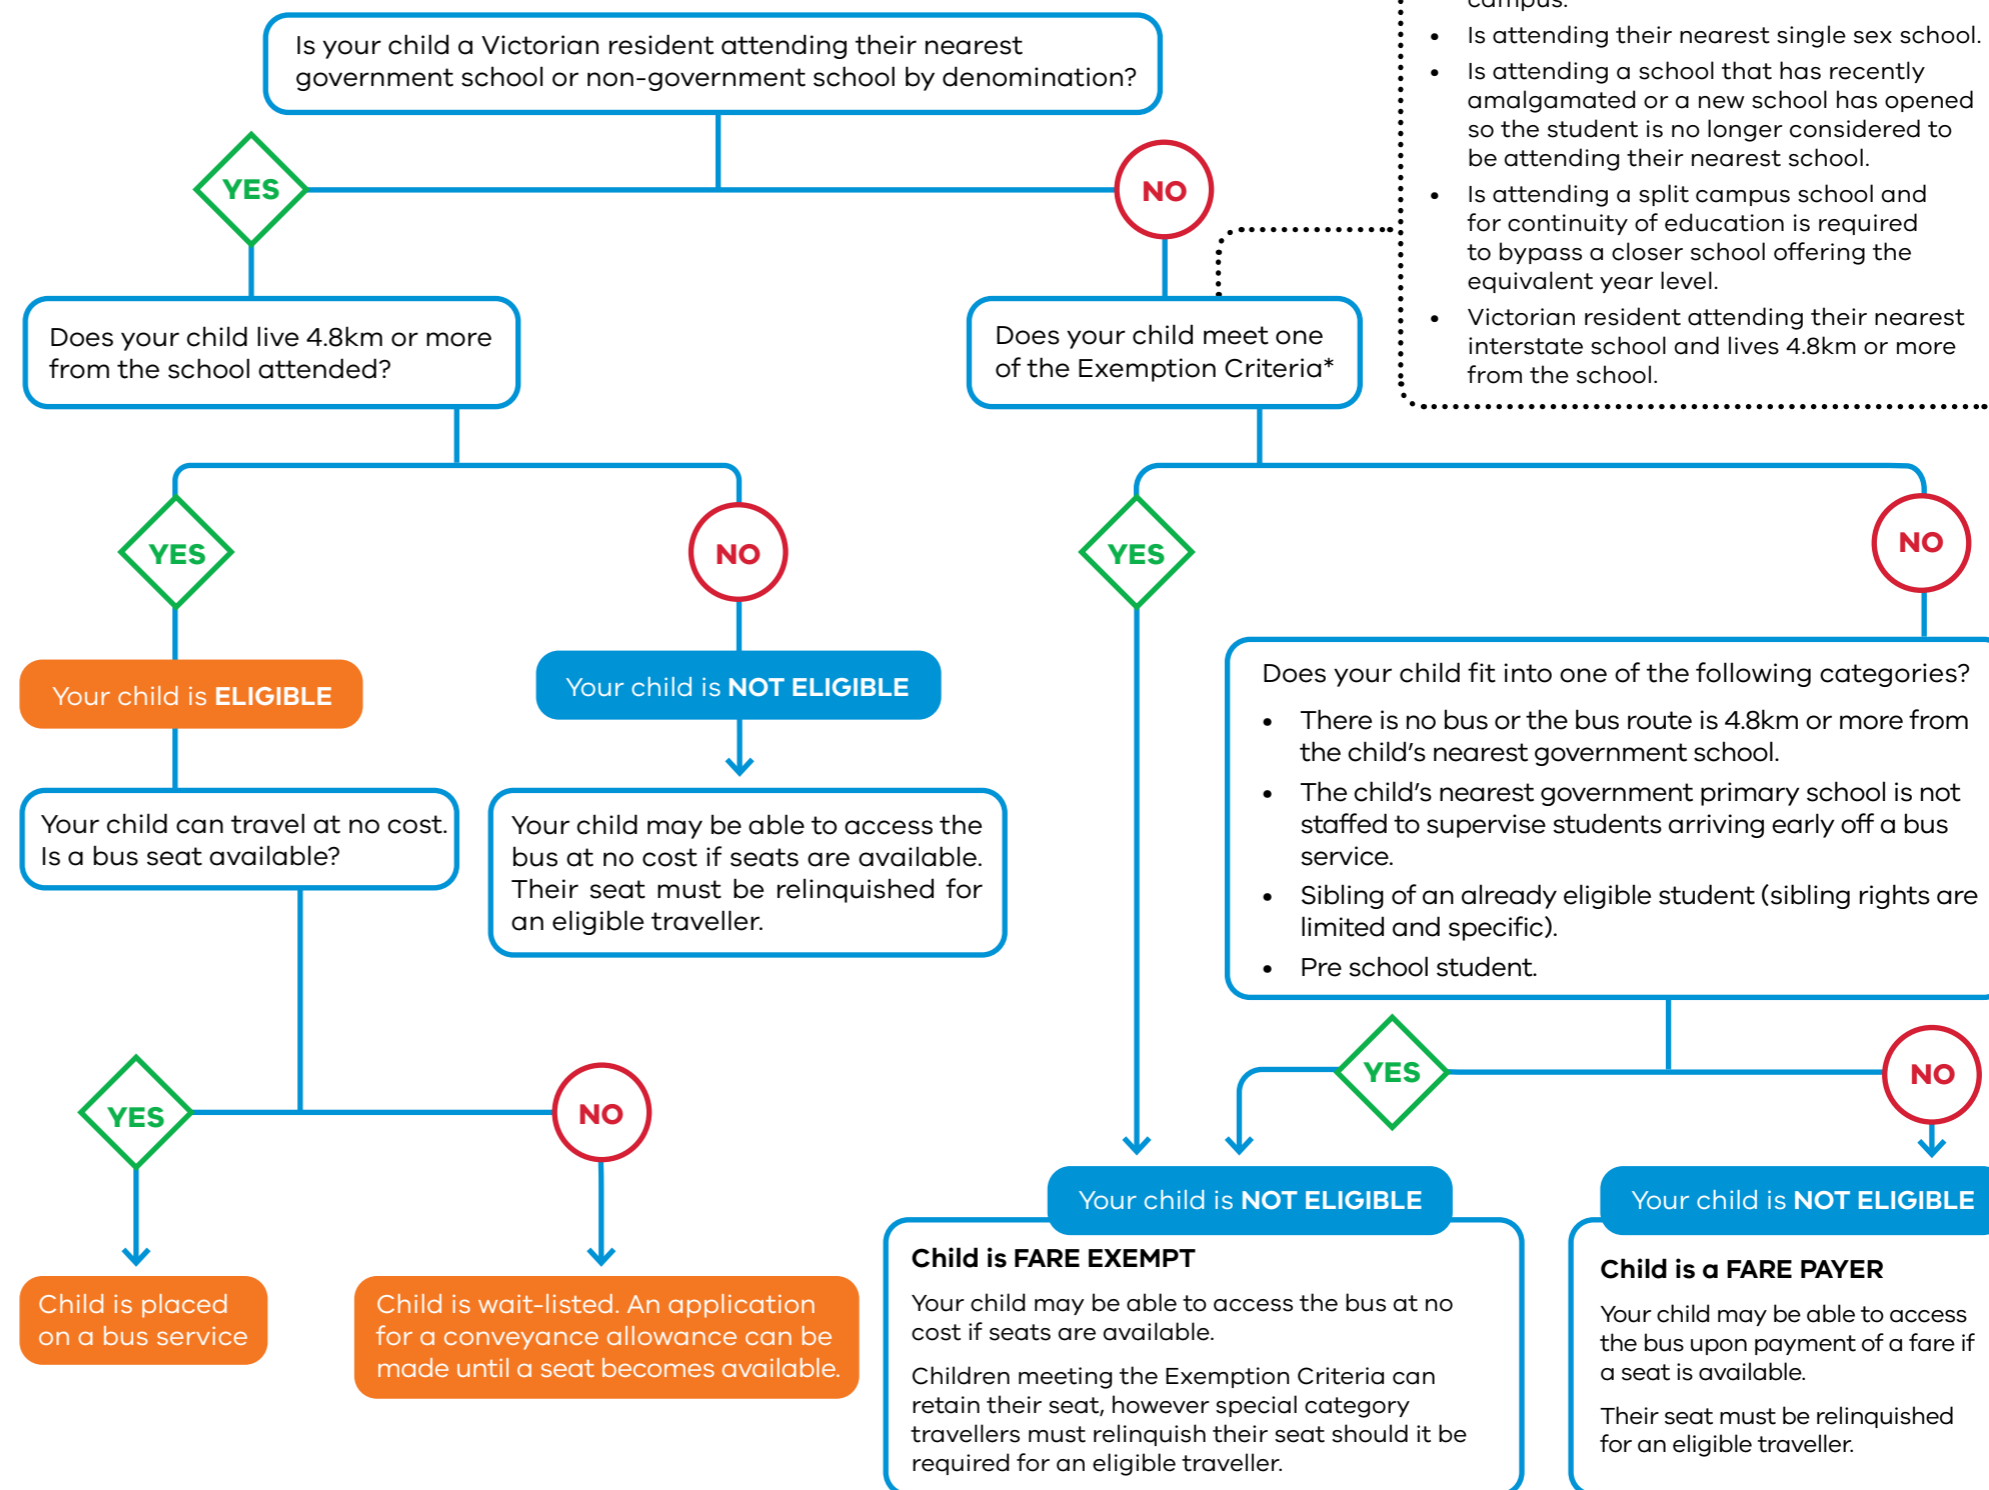 campus.
• Is attending their nearest single sex school.
• Is attending a school that has recently
amalgamated or a new school has opened
so the student is no longer considered to
be attending their nearest school.
• Is attending a split campus school and
for continuity of education is required
to bypass a closer school offering the
equivalent year level.
• Victorian resident attending their nearest
interstate school and lives 4.8km or more
from the school.
Is your child a Victorian resident attending their nearest
government school or non-government school by denomination?
YES
NO
Does your child live 4.8km or more
from the school attended?
Does your child meet one
of the Exemption Criteria*
YES
NO
YES
NO
Your child is ELIGIBLE
Your child is NOT ELIGIBLE
Your child can travel at no cost.
Is a bus seat available?
Your child may be able to access the
bus at no cost if seats are available.
Their seat must be relinquished for
an eligible traveller.
Does your child fit into one of the following categories?
• There is no bus or the bus route is 4.8km or more from
the child's nearest government school.
• The child's nearest government primary school is not
staffed to supervise students arriving early off a bus
service.
• Sibling of an already eligible student (sibling rights are
limited and specific).
• Pre school student.
YES
NO
YES
NO
Child is placed
on a bus service
Child is wait-listed. An application
for a conveyance allowance can be
made until a seat becomes available.
Your child is NOT ELIGIBLE
Child is FARE EXEMPT
Your child may be able to access the bus at no
cost if seats are available.
Children meeting the Exemption Criteria can
retain their seat, however special category
travellers must relinquish their seat should it be
required for an eligible traveller.
Your child is NOT ELIGIBLE
Child is a FARE PAYER
Your child may be able to access
the bus upon payment of a fare if
a seat is available.
Their seat must be relinquished
for an eligible traveller.